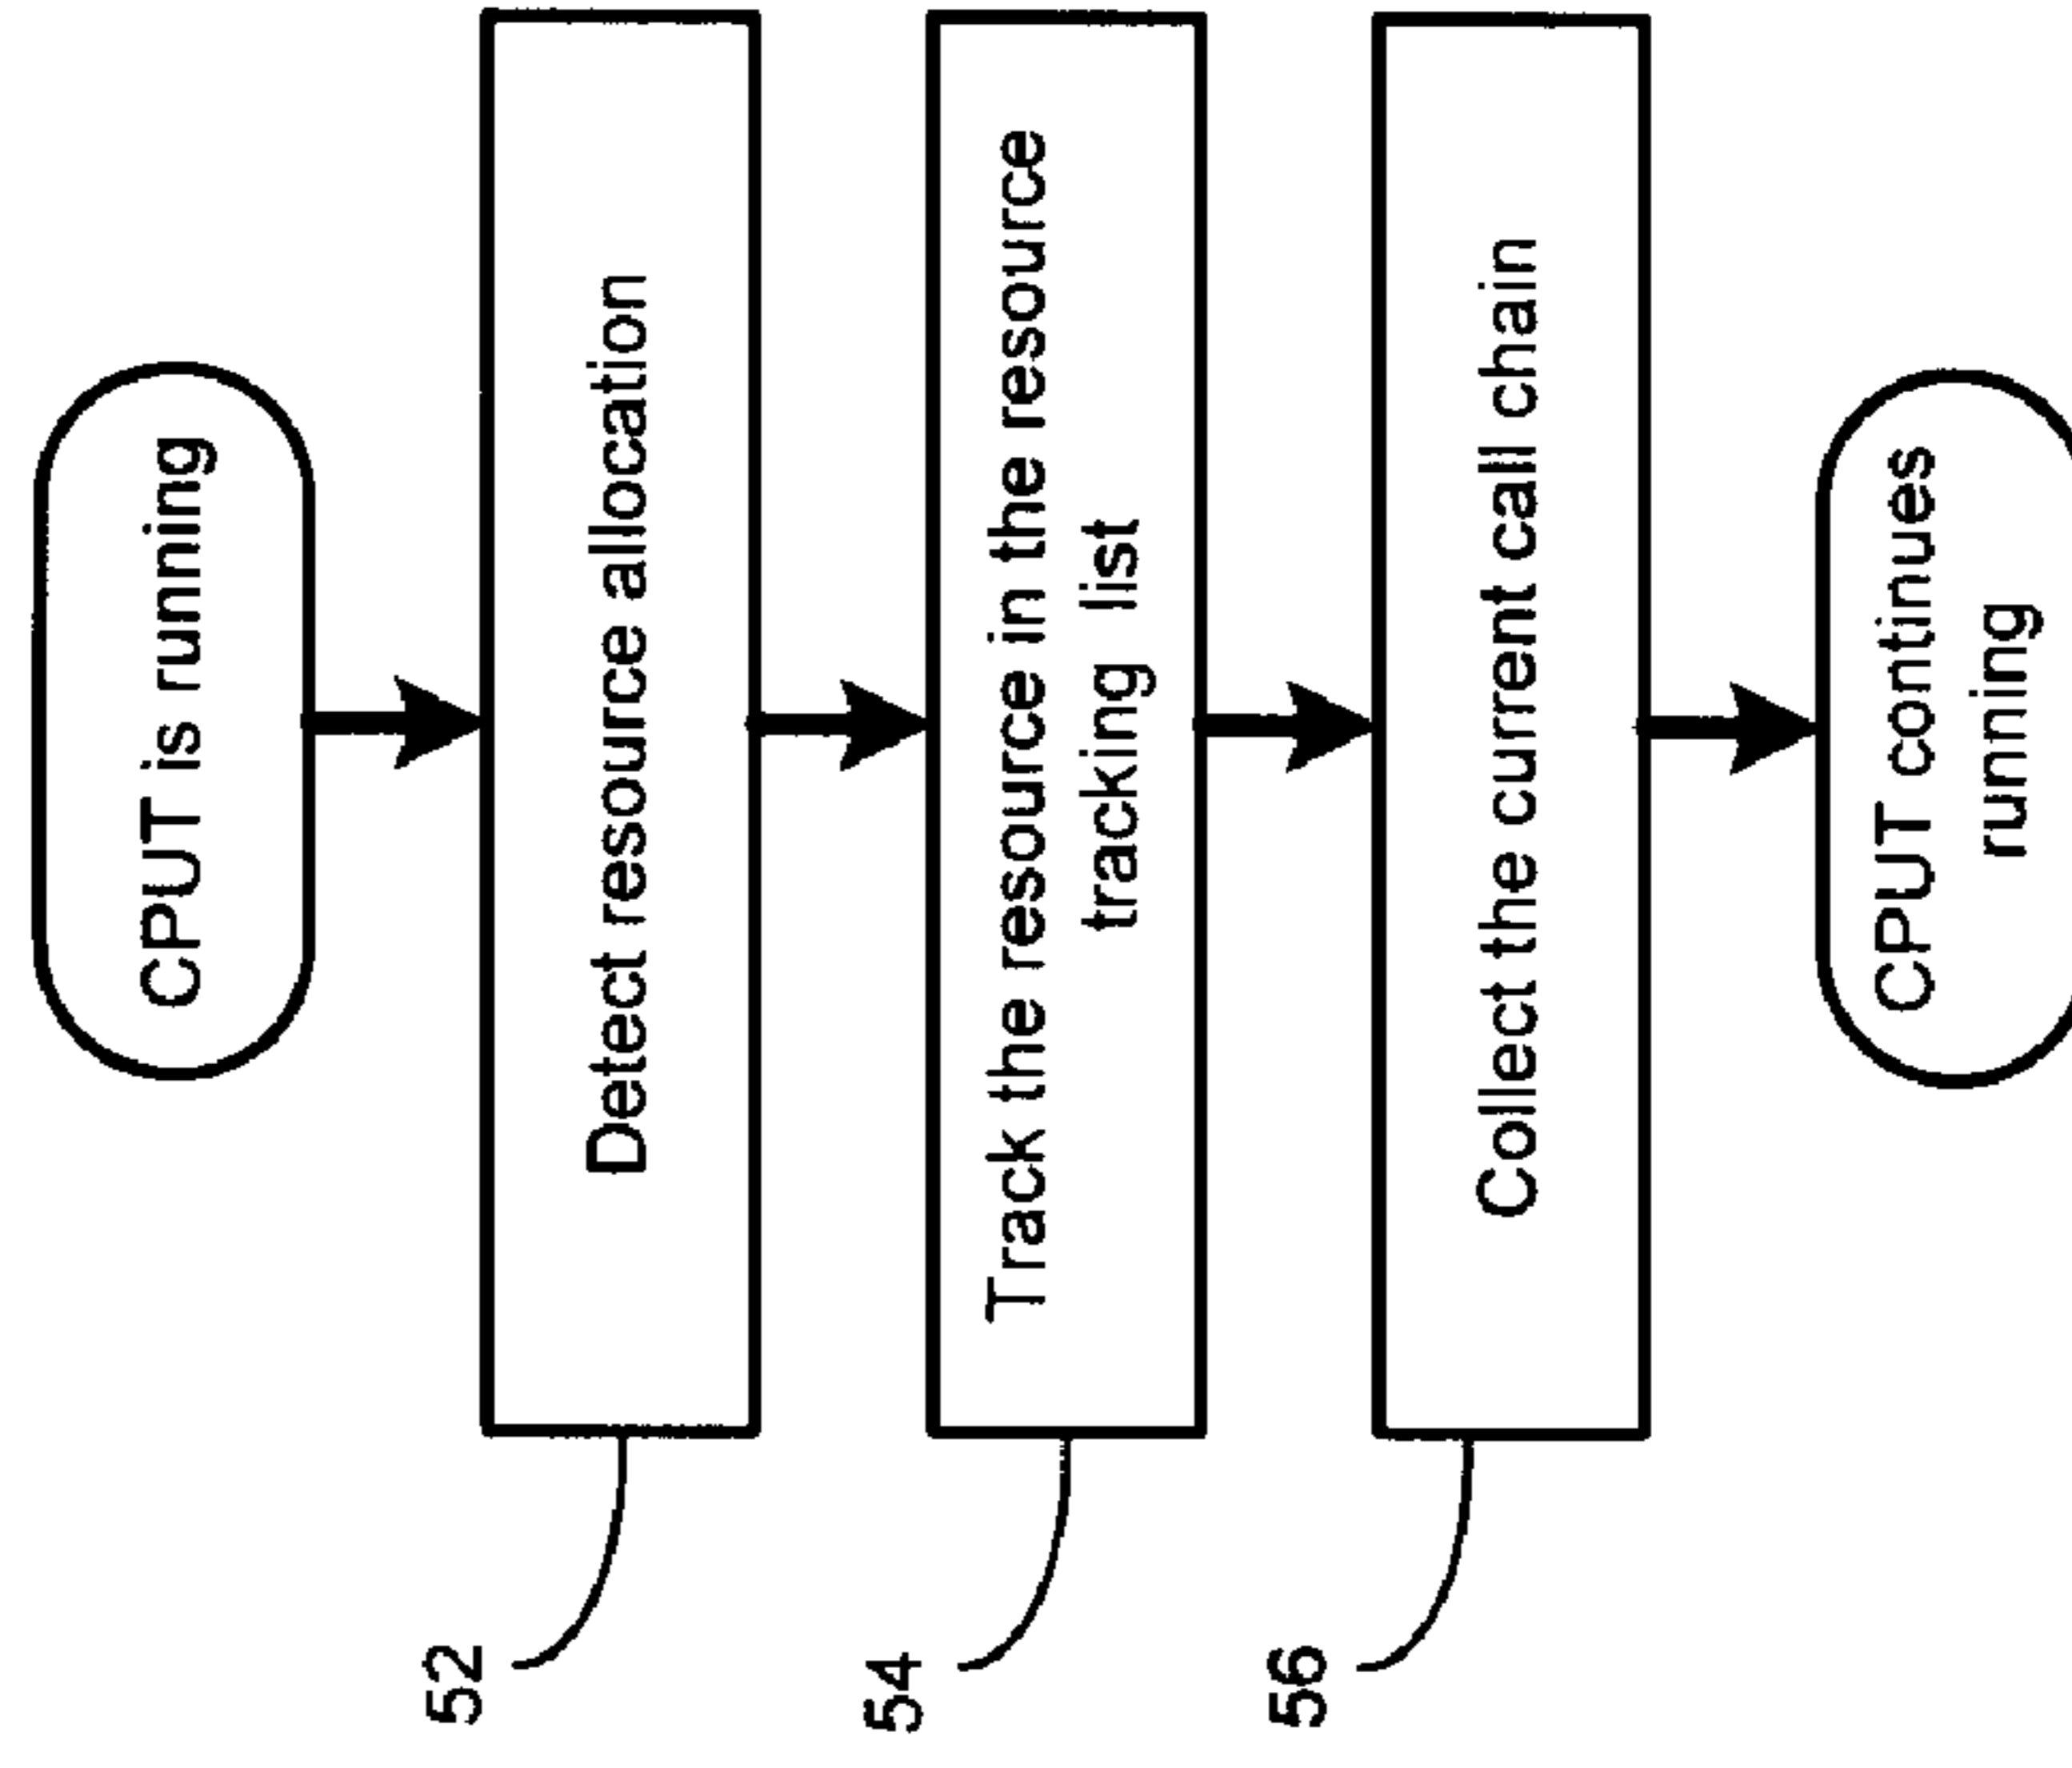 CPUT is running
52
Detect resource allocation
54
Track the resource in the resource
tracking list
56
Collect the current call chain
CPUT continues
running